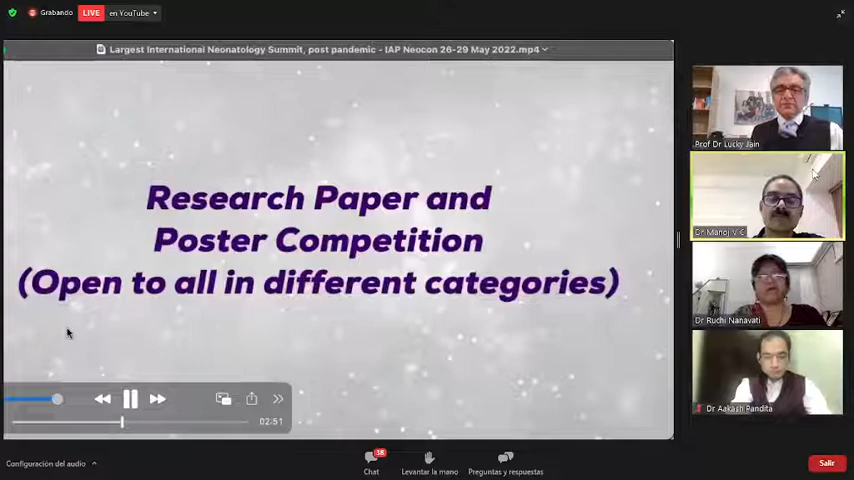 Grabando
LIVE
en YouTube
Largest International Neonatology Summit, post pandemic - IAP Neocon 26-29 May 2022.mp4
Research Paper and
Poster Competition
(Open to all in different categories)
02:51
Prof Dr Lucky Jain
Dr Manoj V C
Dr Ruchi Nanavati
Dr Aakash Pandita
Configuración del audio
38
Chat
Levantar la mano
Preguntas y respuestas
Salir